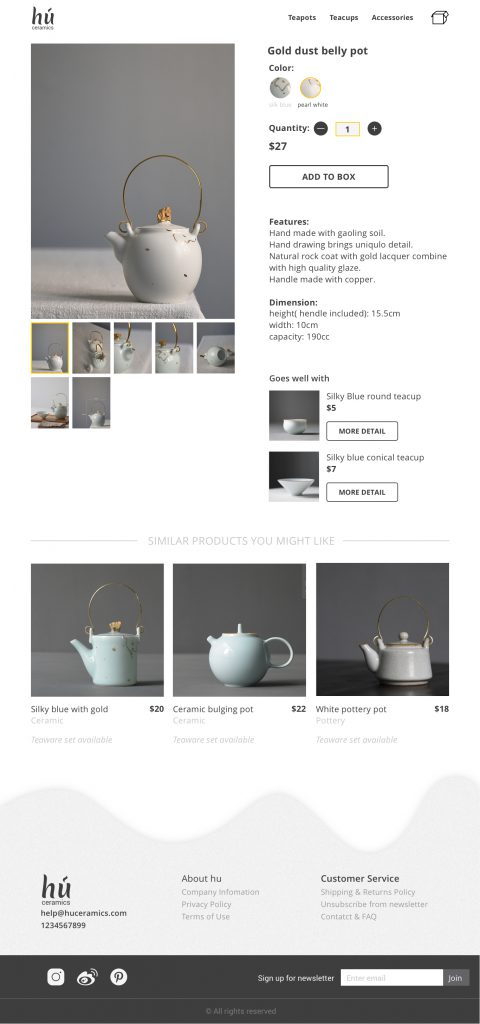 hú
ceramics
Teapots Teacups Accessories
Gold dust belly pot
Color:
silk blue pearl white
Quantity: — 1 +
$27
ADD TO BOX
Features:
Hand made with gaoling soil.
Hand drawing brings uniqulo detail.
Natural rock coat with gold lacquer combine
with high quality glaze.
Handle made with copper.
Dimension:
height( hendle included): 15.5cm
width: 10cm
capacity: 190cc
Goes well with
Silky Blue round teacup
$5
MORE DETAIL
Silky blue conical teacup
$7
MORE DETAIL
SIMILAR PRODUCTS YOU MIGHT LIKE
Silky blue with gold $20
Ceramic
Teaware set available
Ceramic bulging pot $22
Ceramic
Teaware set available
White pottery pot $18
Pottery
Teaware set available
hú
ceramics
help@huceramics.com
1234567899
About hu
Company Infomation
Privacy Policy
Terms of Use
Customer Service
Shipping & Returns Policy
Unsubscribe from newsletter
Contatct & FAQ
Sign up for newsletter Enter email Join
© All rights reserved